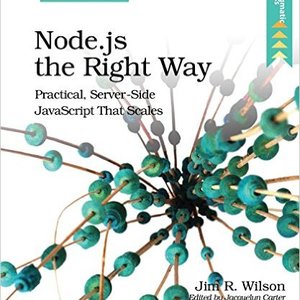 Node.js
the Right Way
Practical, Server-Side
JavaScript That Scales
Jim R. Wilson
Edited by Jacquelyn Carter